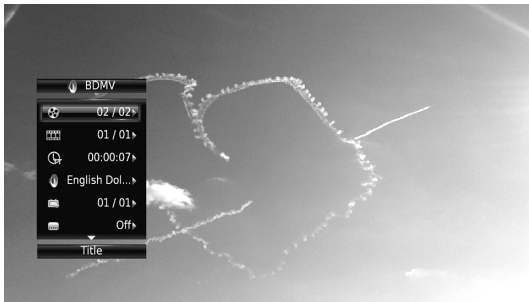 BDMV
02 / 02
01 / 01
00:00:07
English Dol...
01 / 01
Off
Title